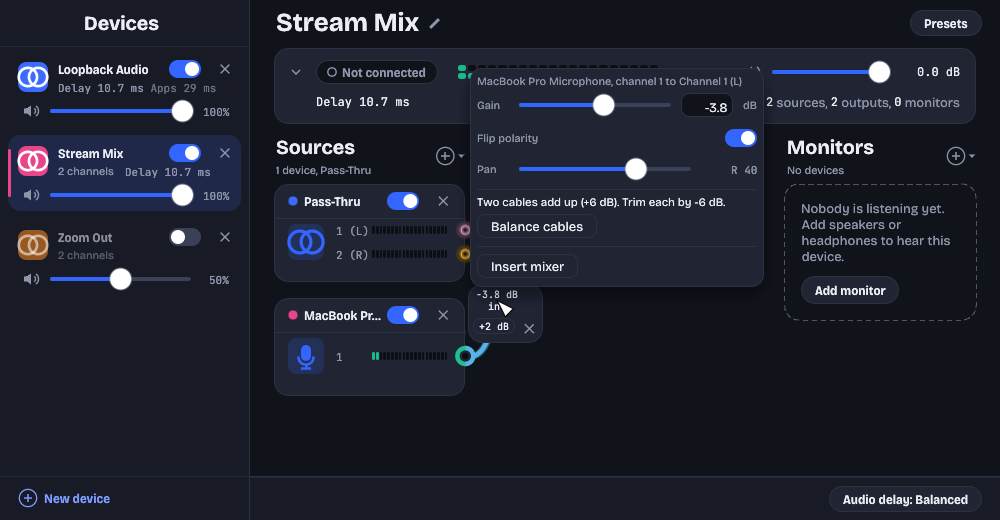 Devices
Loopback Audio
Delay 10.7 ms Apps 29 ms
100%
Stream Mix
2 channels Delay 10.7 ms
100%
Zoom Out
2 channels
50%
New device
Stream Mix
Presets
Not connected
0.0 dB
Delay 10.7 ms
2 sources, 2 outputs, 0 monitors
Sources
1 device, Pass-Thru
Pass-Thru
1 (L)
2 (R)
MacBook Pr...
1
MacBook Pro Microphone, channel 1 to Channel 1 (L)
Gain
-3.8
dB
Flip polarity
Pan
R 40
Two cables add up (+6 dB). Trim each by -6 dB.
Balance cables
Insert mixer
-3.8 dB
+2 dB
Monitors
No devices
Nobody is listening yet.
Add speakers or
headphones to hear this
device.
Add monitor
Audio delay: Balanced